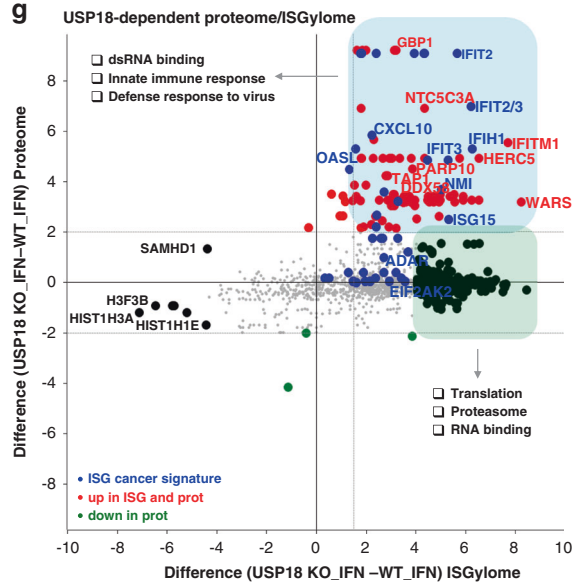 g
USP18-dependent proteome/ISGylome
❑ dsRNA binding
❑ Innate immune response
❑ Defense response to virus
GBP1
IFIT2
NTC5C3A
IFIT2/3
CXCL10
IFIH1
IFITM1
OASL
IFIT3
HERC5
PARP10
TAP1
NMI
DDX58
WARS
ISG15
SAMHD1
ADAR
EIF2AK2
H3F3B
HIST1H3A
HIST1H1E
❑ Translation
❑ Proteasome
❑ RNA binding
• ISG cancer signature
• up in ISG and prot
• down in prot
Difference (USP18 KO_IFN–WT_IFN) Proteome
8
6
4
2
0
-2
-4
-6
-8
-10 -8 -6 -4 -2 0 2 4 6 8 10
Difference (USP18 KO_IFN –WT_IFN) ISGylome